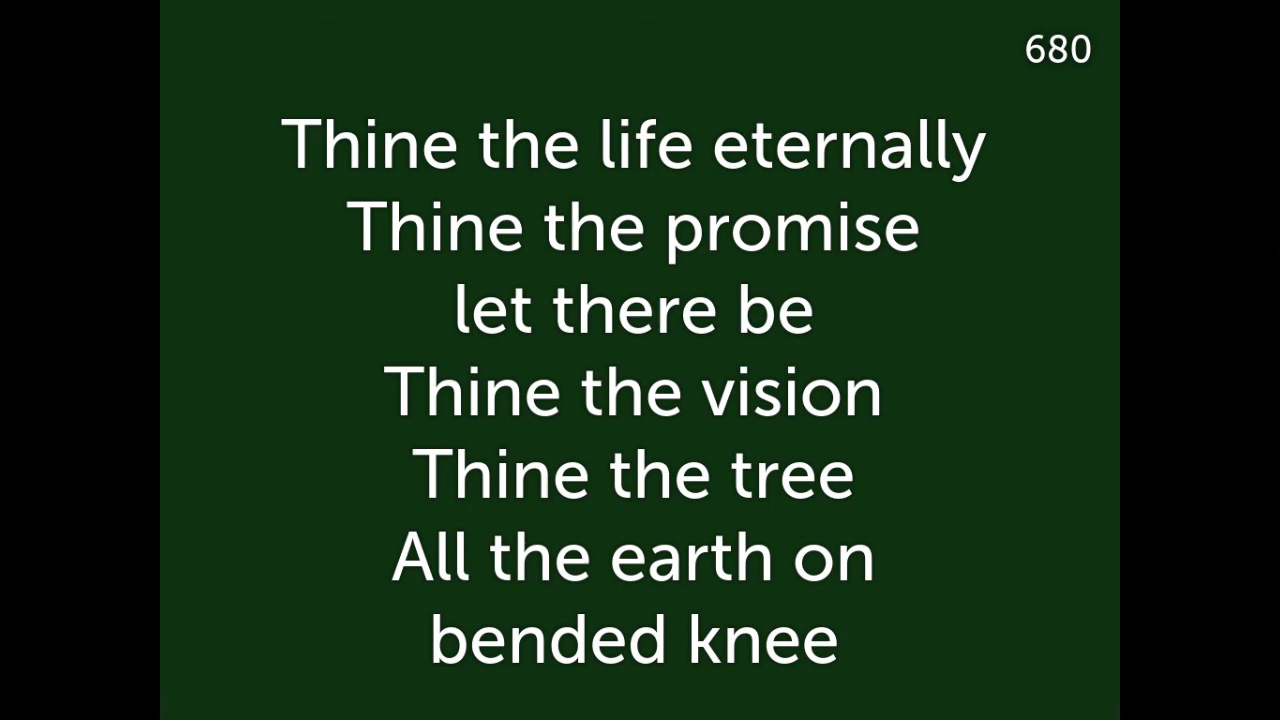 680
Thine the life eternally
Thine the promise
let there be
Thine the vision
Thine the tree
All the earth on
bended knee